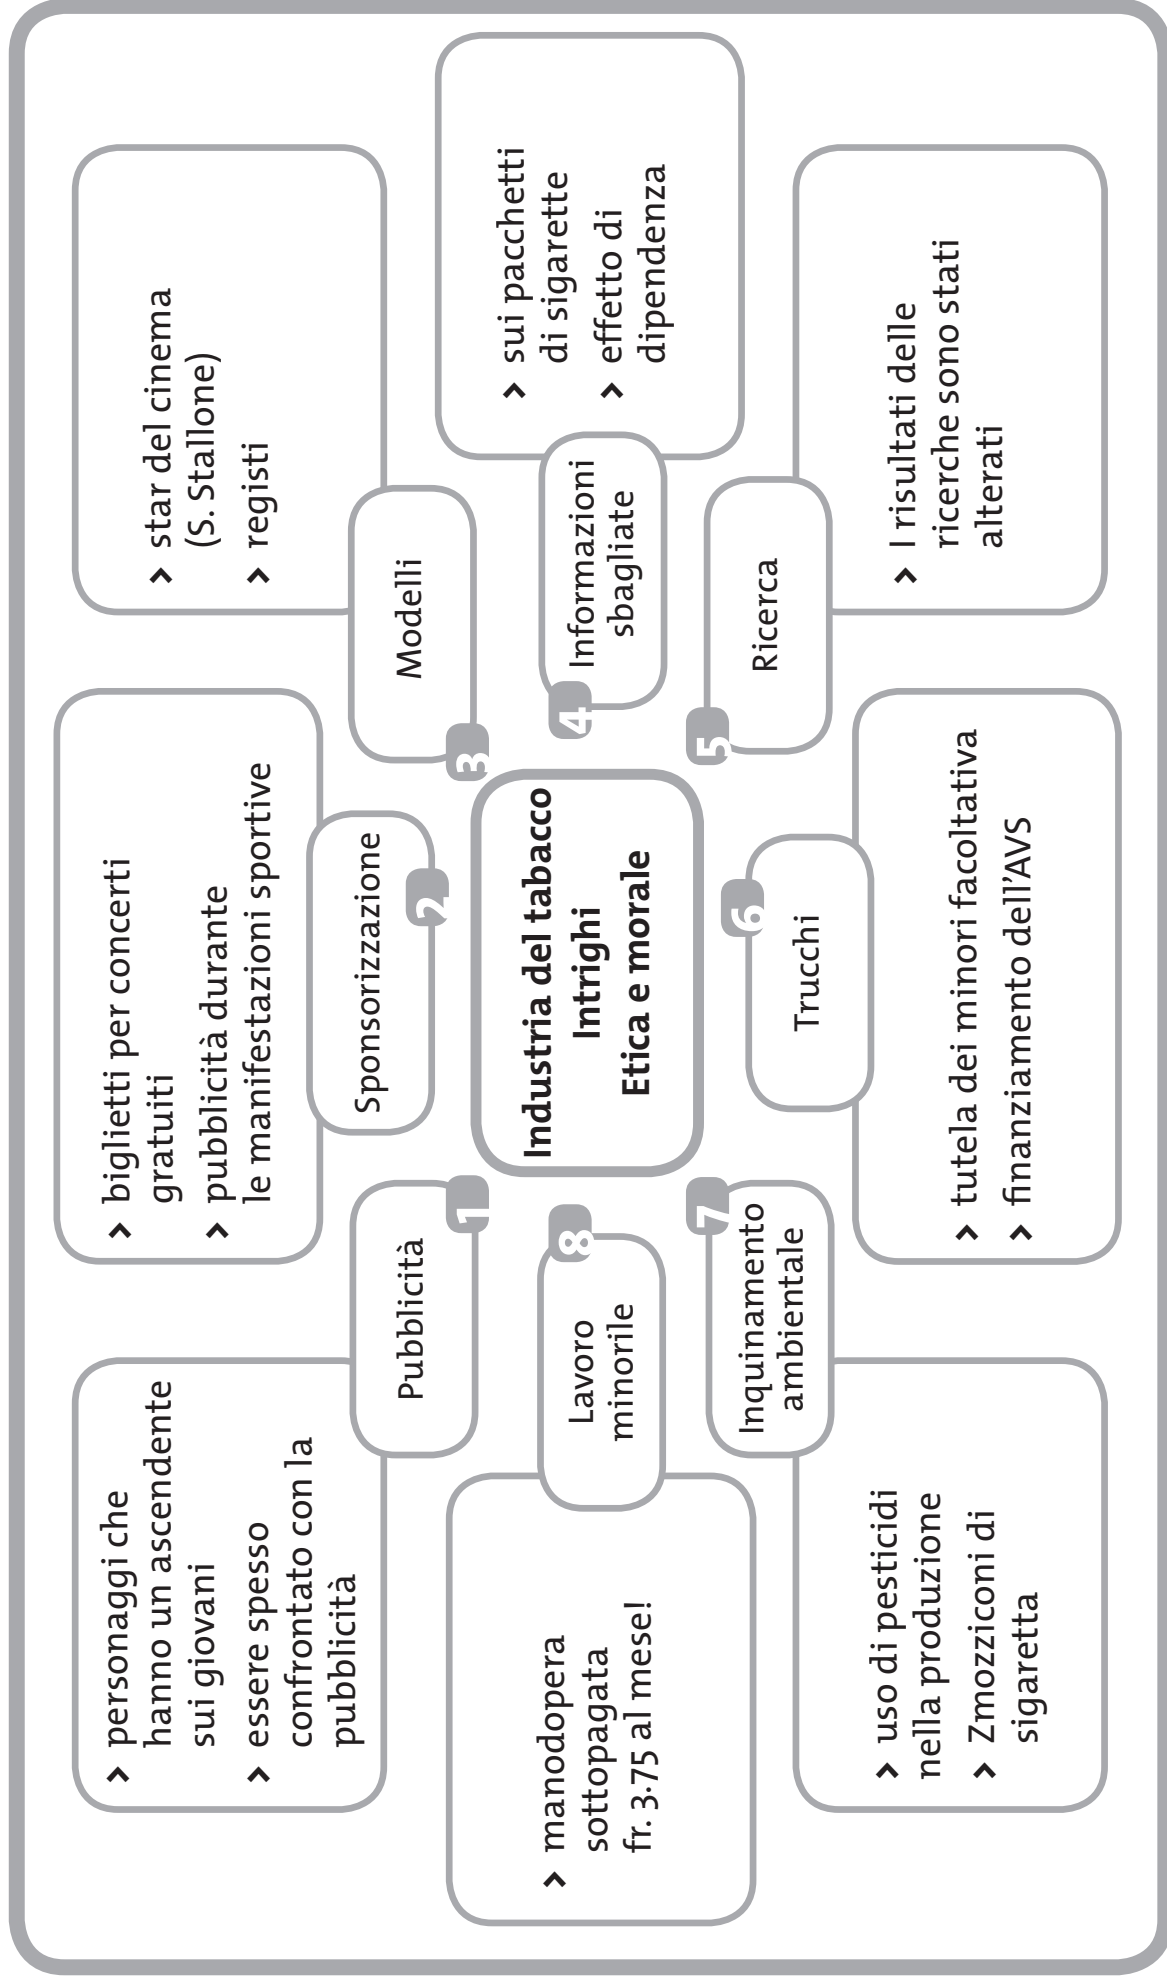 Industria del tabacco
Intrighi
Etica e morale
1
Pubblicità
> personaggi che
hanno un ascendente
sui giovani
> essere spesso
confrontato con la
pubblicità
2
Sponsorizzazione
> biglietti per concerti
gratuiti
> pubblicità durante
le manifestazioni sportive
3
Modelli
> star del cinema
(S. Stallone)
> registi
4
Informazioni
sbagliate
> sui pacchetti
di sigarette
> effetto di
dipendenza
5
Ricerca
> I risultati delle
ricerche sono stati
alterati
6
Trucchi
> tutela dei minori facoltativa
> finanziamento dell'AVS
7
Inquinamento
ambientale
> uso di pesticidi
nella produzione
> Zmozziconi di
sigaretta
8
Lavoro
minorile
> manodopera
sottopagata
fr. 3.75 al mese!